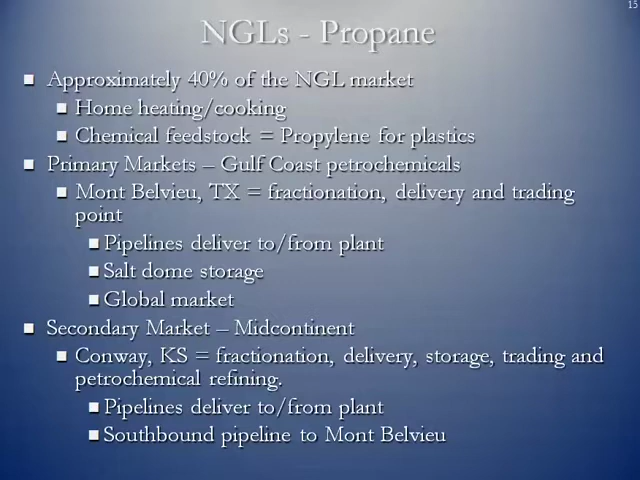 15
NGLs - Propane
Approximately 40% of the NGL market
Home heating/cooking
Chemical feedstock = Propylene for plastics
Primary Markets – Gulf Coast petrochemicals
Mont Belvieu, TX = fractionation, delivery and trading
point
Pipelines deliver to/from plant
Salt dome storage
Global market
Secondary Market – Midcontinent
Conway, KS = fractionation, delivery, storage, trading and
petrochemical refining.
Pipelines deliver to/from plant
Southbound pipeline to Mont Belvieu